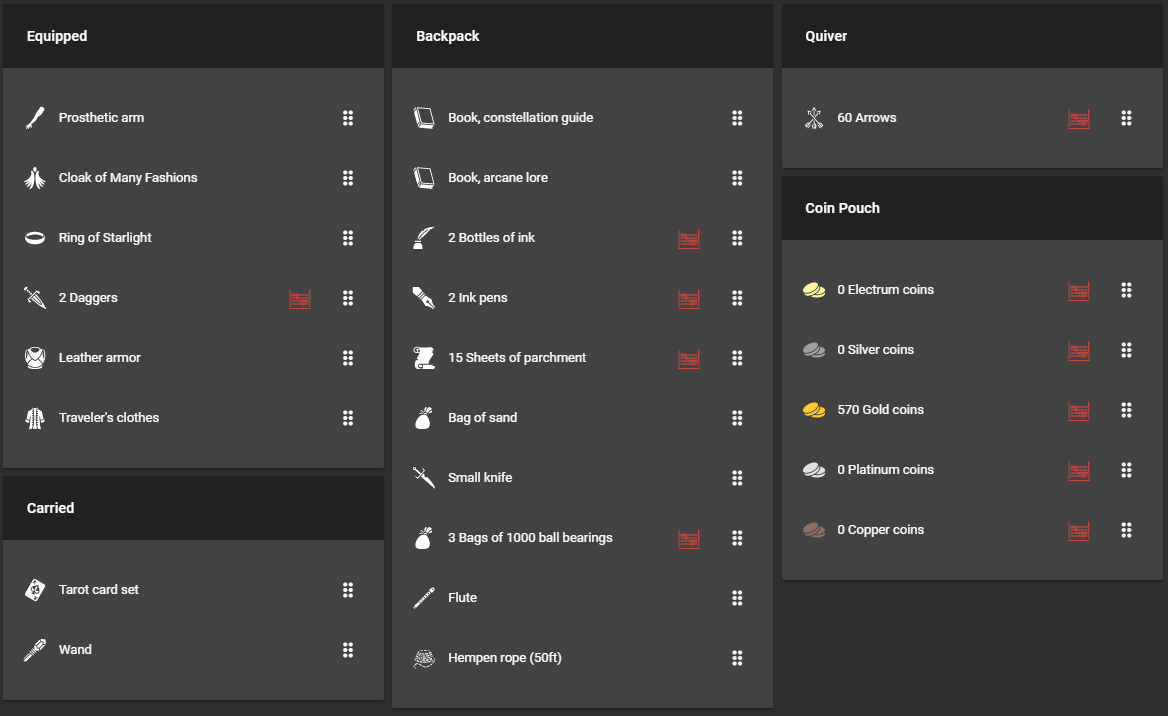 Equipped
Prosthetic arm
Cloak of Many Fashions
Ring of Starlight
2 Daggers
Leather armor
Traveler's clothes
Carried
Tarot card set
Wand
Backpack
Book, constellation guide
Book, arcane lore
2 Bottles of ink
2 Ink pens
15 Sheets of parchment
Bag of sand
Small knife
3 Bags of 1000 ball bearings
Flute
Hempen rope (50ft)
Quiver
60 Arrows
Coin Pouch
0 Electrum coins
0 Silver coins
570 Gold coins
0 Platinum coins
0 Copper coins